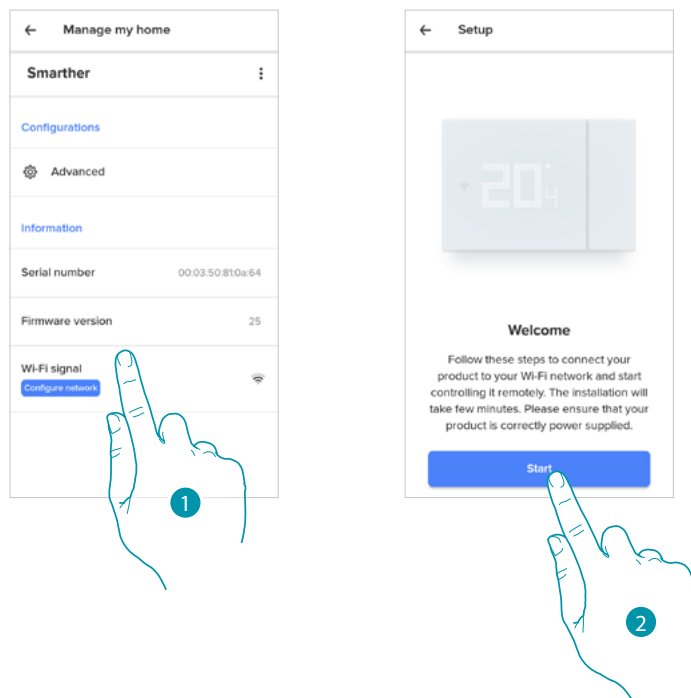 Manage my home
Smarther
Configurations
Advanced
Information
Serial number 00:03:50:81:0a:64
Firmware version 25
Wi-Fi signal
Configure network
1
Setup
20.4
Welcome
Follow these steps to connect your
product to your Wi-Fi network and start
controlling it remotely. The installation will
take few minutes. Please ensure that your
product is correctly power supplied.
Start
2